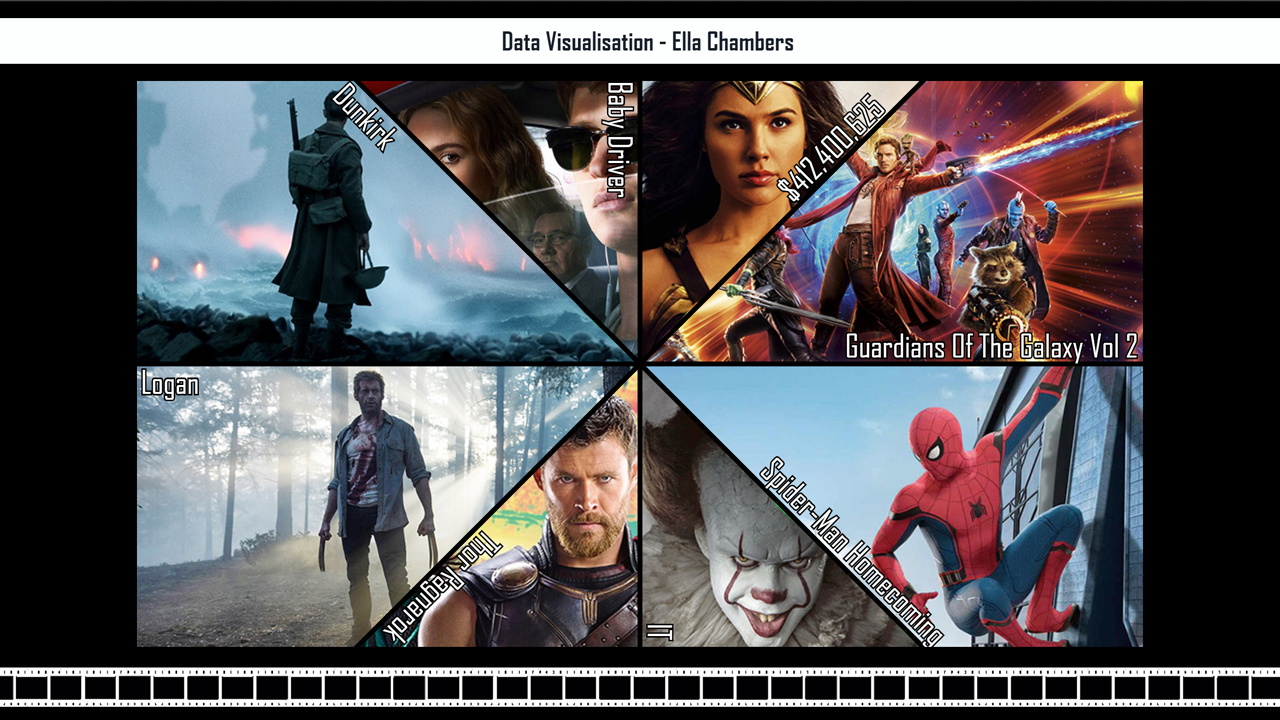 Data Visualisation - Ella Chambers
Dunkirk
Baby Driver
$412,400 625
Guardians Of The Galaxy Vol 2
Logan
Thor Ragnarok
IT
Spider-Man Homecoming